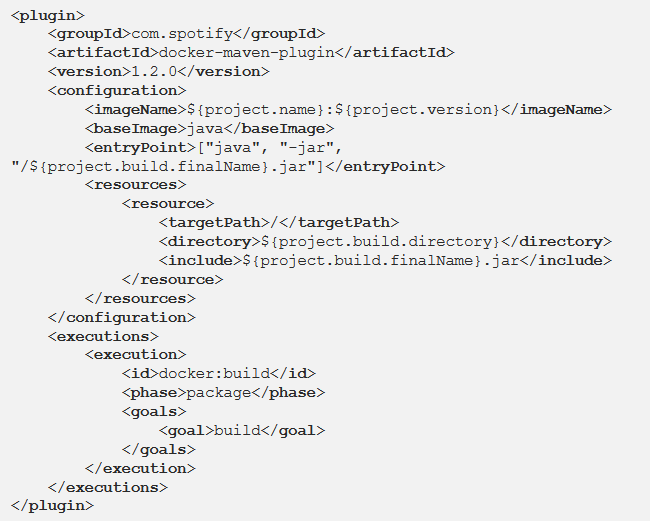 <plugin>
    <groupId>com.spotify</groupId>
    <artifactId>docker-maven-plugin</artifactId>
    <version>1.2.0</version>
    <configuration>
        <imageName>${project.name}:${project.version}</imageName>
        <baseImage>java</baseImage>
        <entryPoint>["java", "-jar",
"/${project.build.finalName}.jar"]</entryPoint>
        <resources>
            <resource>
                <targetPath>/</targetPath>
                <directory>${project.build.directory}</directory>
                <include>${project.build.finalName}.jar</include>
            </resource>
        </resources>
    </configuration>
    <executions>
        <execution>
            <id>docker:build</id>
            <phase>package</phase>
            <goals>
                <goal>build</goal>
            </goals>
        </execution>
    </executions>
</plugin>